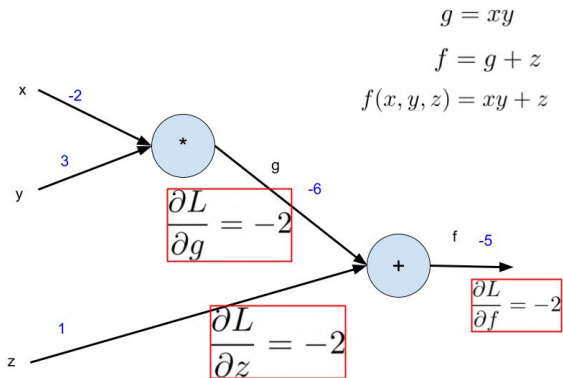 g = xy
f = g + z
f(x, y, z) = xy + z
x
-2
*
3
y
g
-6
∂L/∂g = −2
f
-5
+
∂L/∂f = −2
1
∂L/∂z = −2
z